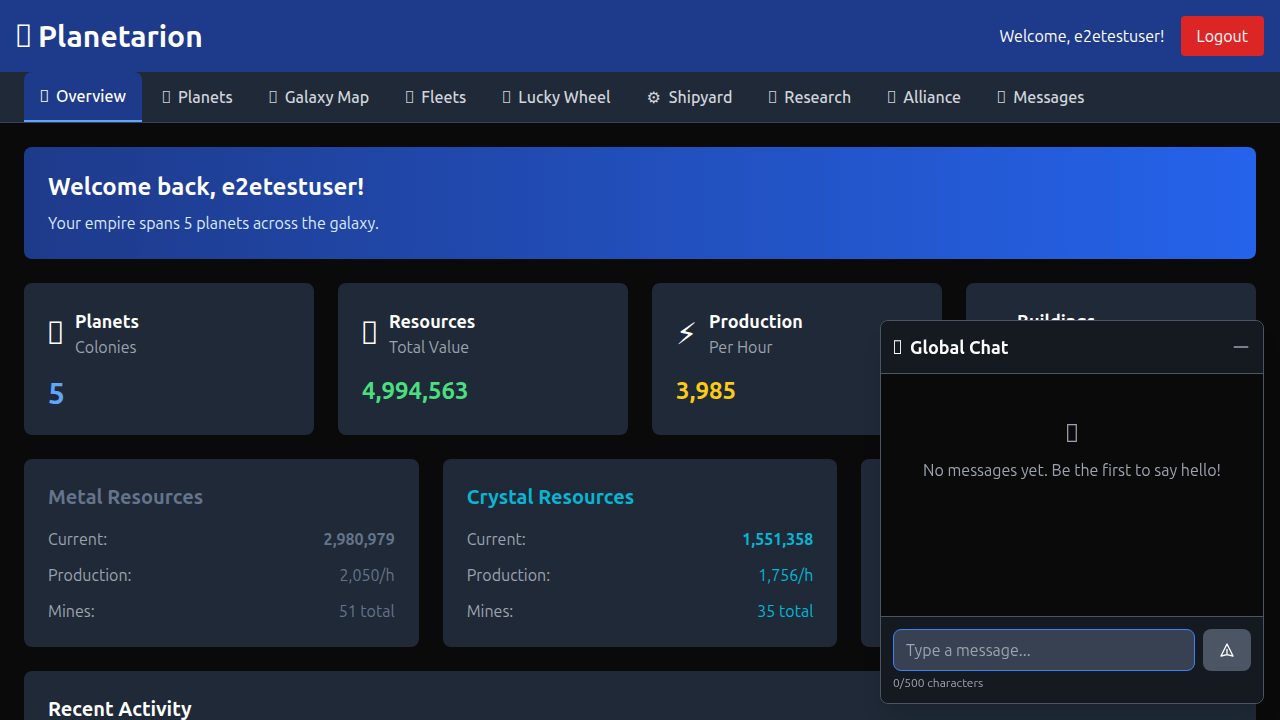 Planetarion
Welcome, e2etestuser!
Logout
Overview
Planets
Galaxy Map
Fleets
Lucky Wheel
Shipyard
Research
Alliance
Messages
Welcome back, e2etestuser!
Your empire spans 5 planets across the galaxy.
Planets
Colonies
5
Resources
Total Value
4,994,563
Production
Per Hour
3,985
Buildings
Metal Resources
Current: 2,980,979
Production: 2,050/h
Mines: 51 total
Crystal Resources
Current: 1,551,358
Production: 1,756/h
Mines: 35 total
Recent Activity
Global Chat
No messages yet. Be the first to say hello!
Type a message...
0/500 characters